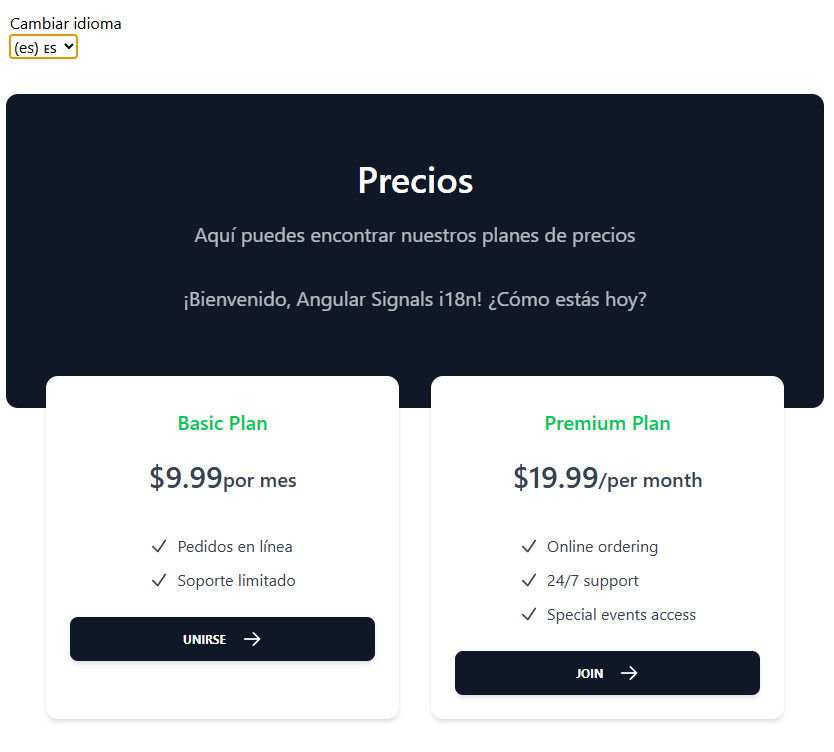 Cambiar idioma
(es) ES
Precios
Aquí puedes encontrar nuestros planes de precios
¡Bienvenido, Angular Signals i18n! ¿Cómo estás hoy?
Basic Plan
$9.99por mes
Pedidos en línea
Soporte limitado
UNIRSE
Premium Plan
$19.99/per month
Online ordering
24/7 support
Special events access
JOIN